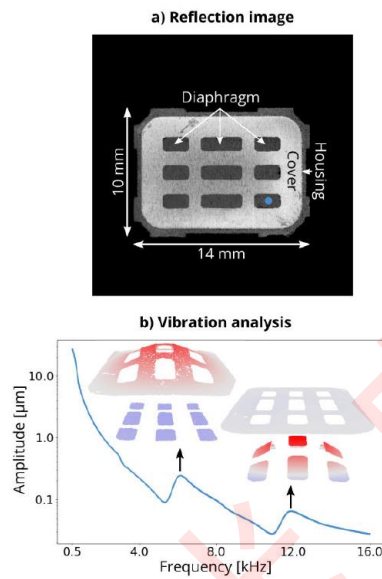 a) Reflection image
Diaphragm
10 mm
Cover
Housing
14 mm
b) Vibration analysis
Amplitude [µm]
10.0
1.0
0.1
0.5
4.0
8.0
12.0
16.0
Frequency [kHz]